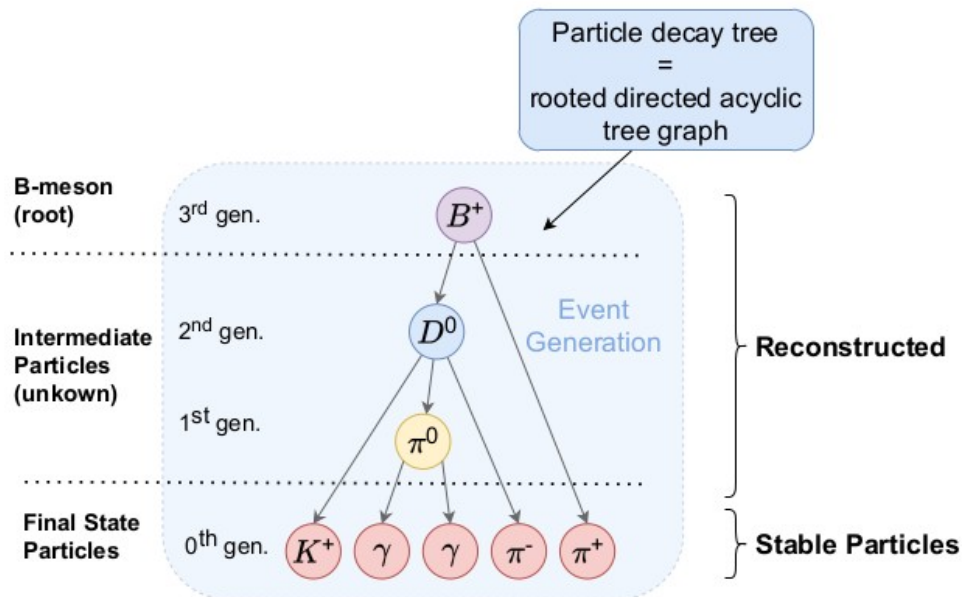 Particle decay tree
=
rooted directed acyclic
tree graph
B-meson
(root)
3rd gen.
B⁺
Intermediate
Particles
(unkown)
2nd gen.
D⁰
Event
Generation
Reconstructed
1st gen.
π⁰
Final State
Particles
0th gen.
K⁺ γ γ π⁻ π⁺
Stable Particles